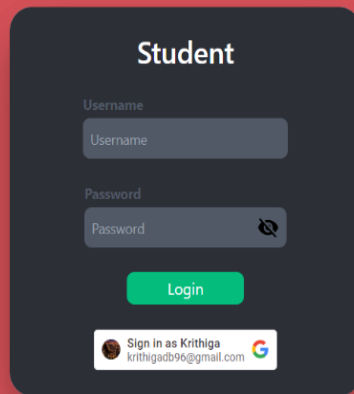 Student
Username
Username
Password
Password
Login
Sign in as Krithiga
krithigadb96@gmail.com